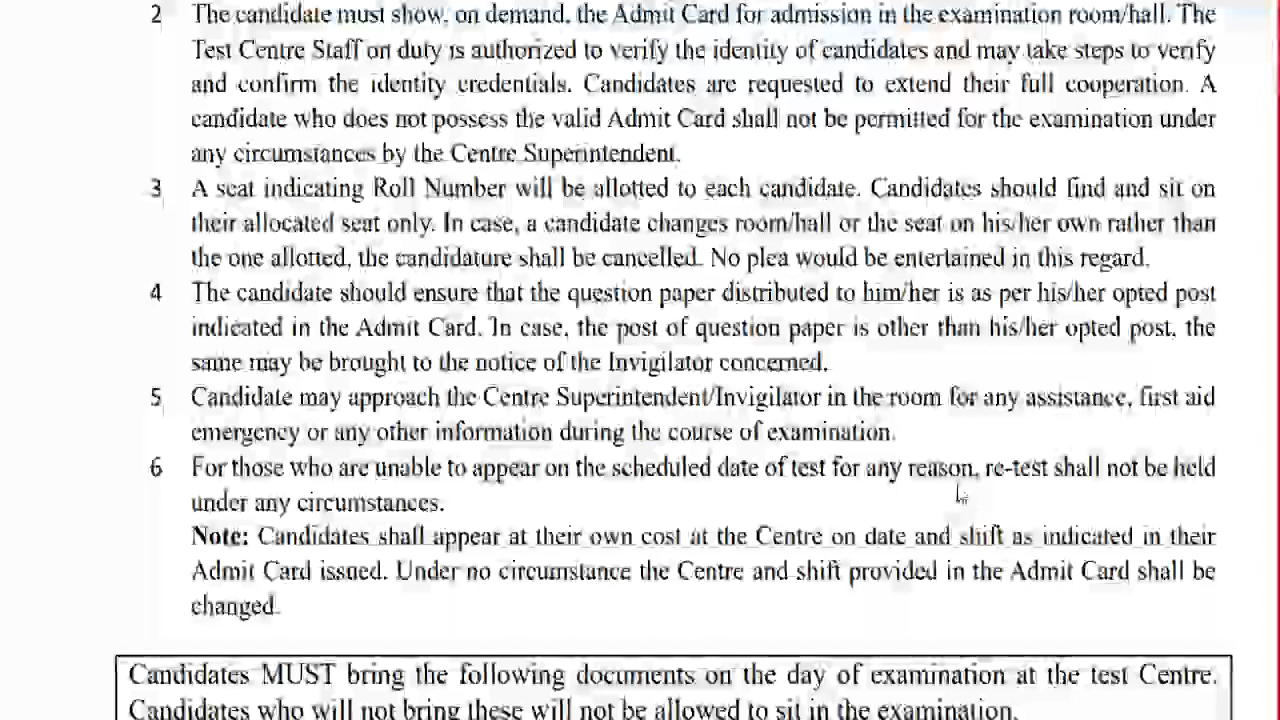 2 The candidate must show, on demand, the Admit Card for admission in the examination room/hall. The
Test Centre Staff on duty is authorized to verify the identity of candidates and may take steps to verify
and confirm the identity credentials. Candidates are requested to extend their full cooperation. A
candidate who does not possess the valid Admit Card shall not be permitted for the examination under
any circumstances by the Centre Superintendent.
3 A seat indicating Roll Number will be allotted to each candidate. Candidates should find and sit on
their allocated seat only. In case, a candidate changes room/hall or the seat on his/her own rather than
the one allotted, the candidature shall be cancelled. No plea would be entertained in this regard.
4 The candidate should ensure that the question paper distributed to him/her is as per his/her opted post
indicated in the Admit Card. In case, the post of question paper is other than his/her opted post, the
same may be brought to the notice of the Invigilator concerned.
5 Candidate may approach the Centre Superintendent/Invigilator in the room for any assistance, first aid
emergency or any other information during the course of examination.
6 For those who are unable to appear on the scheduled date of test for any reason, re-test shall not be held
under any circumstances.
Note: Candidates shall appear at their own cost at the Centre on date and shift as indicated in their
Admit Card issued. Under no circumstance the Centre and shift provided in the Admit Card shall be
changed.
Candidates MUST bring the following documents on the day of examination at the test Centre.
Candidates who will not bring these will not be allowed to sit in the examination.